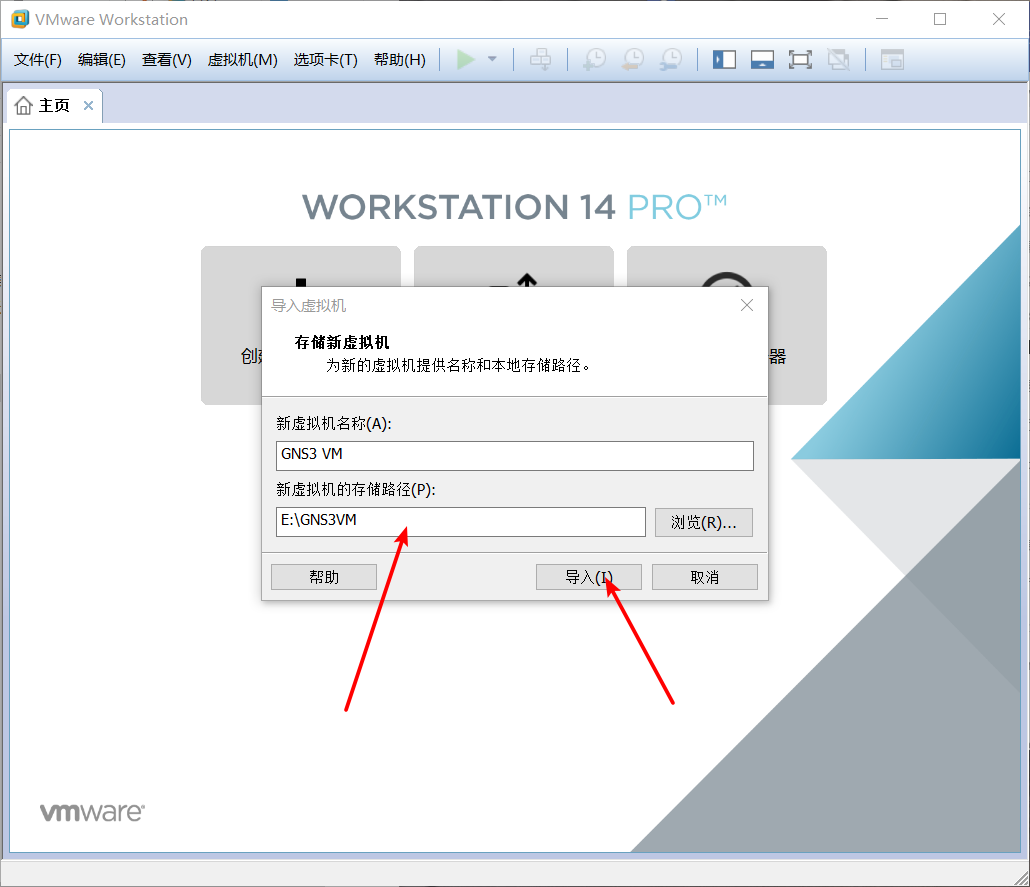 VMware Workstation
文件(F) 编辑(E) 查看(V) 虚拟机(M) 选项卡(T) 帮助(H)
主页
WORKSTATION 14 PRO™
导入虚拟机
存储新虚拟机
为新的虚拟机提供名称和本地存储路径。
创建
器
新虚拟机名称(A):
GNS3 VM
新虚拟机的存储路径(P):
E:\GNS3VM
浏览(R)...
帮助 导入(I) 取消
vmware®